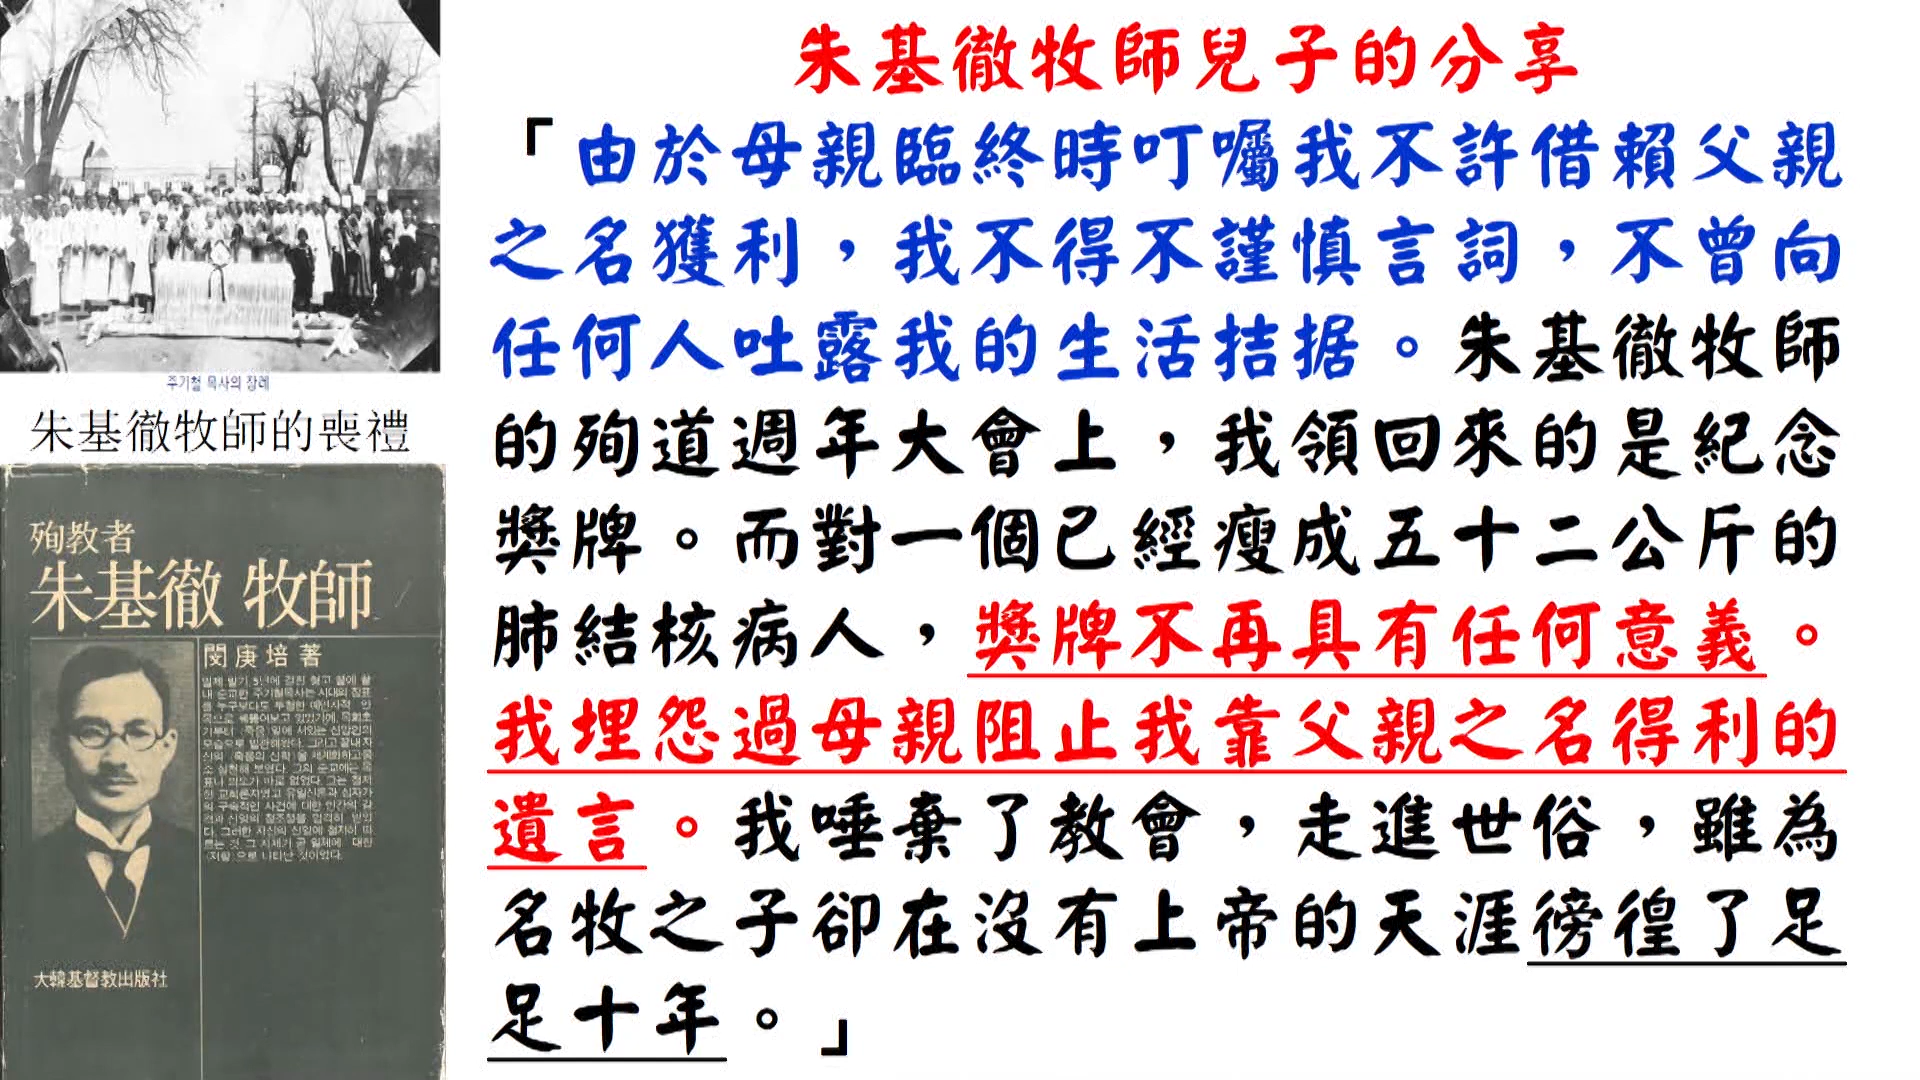 朱基徹牧師兒子的分享
「由於母親臨終時叮囑我不許借賴父親
之名獲利，我不得不謹慎言詞，不曾向
任何人吐露我的生活拮据。朱基徹牧師
的殉道週年大會上，我領回來的是紀念
獎牌。而對一個已經瘦成五十二公斤的
肺結核病人，獎牌不再具有任何意義。
我埋怨過母親阻止我靠父親之名得利的
遺言。我唾棄了教會，走進世俗，雖為
名牧之子卻在沒有上帝的天涯徬徨了足
足十年。」
주기철 목사의 장례
朱基徹牧師的喪禮
殉教者
朱基徹 牧師
閔庚培 著
大韓基督教出版社